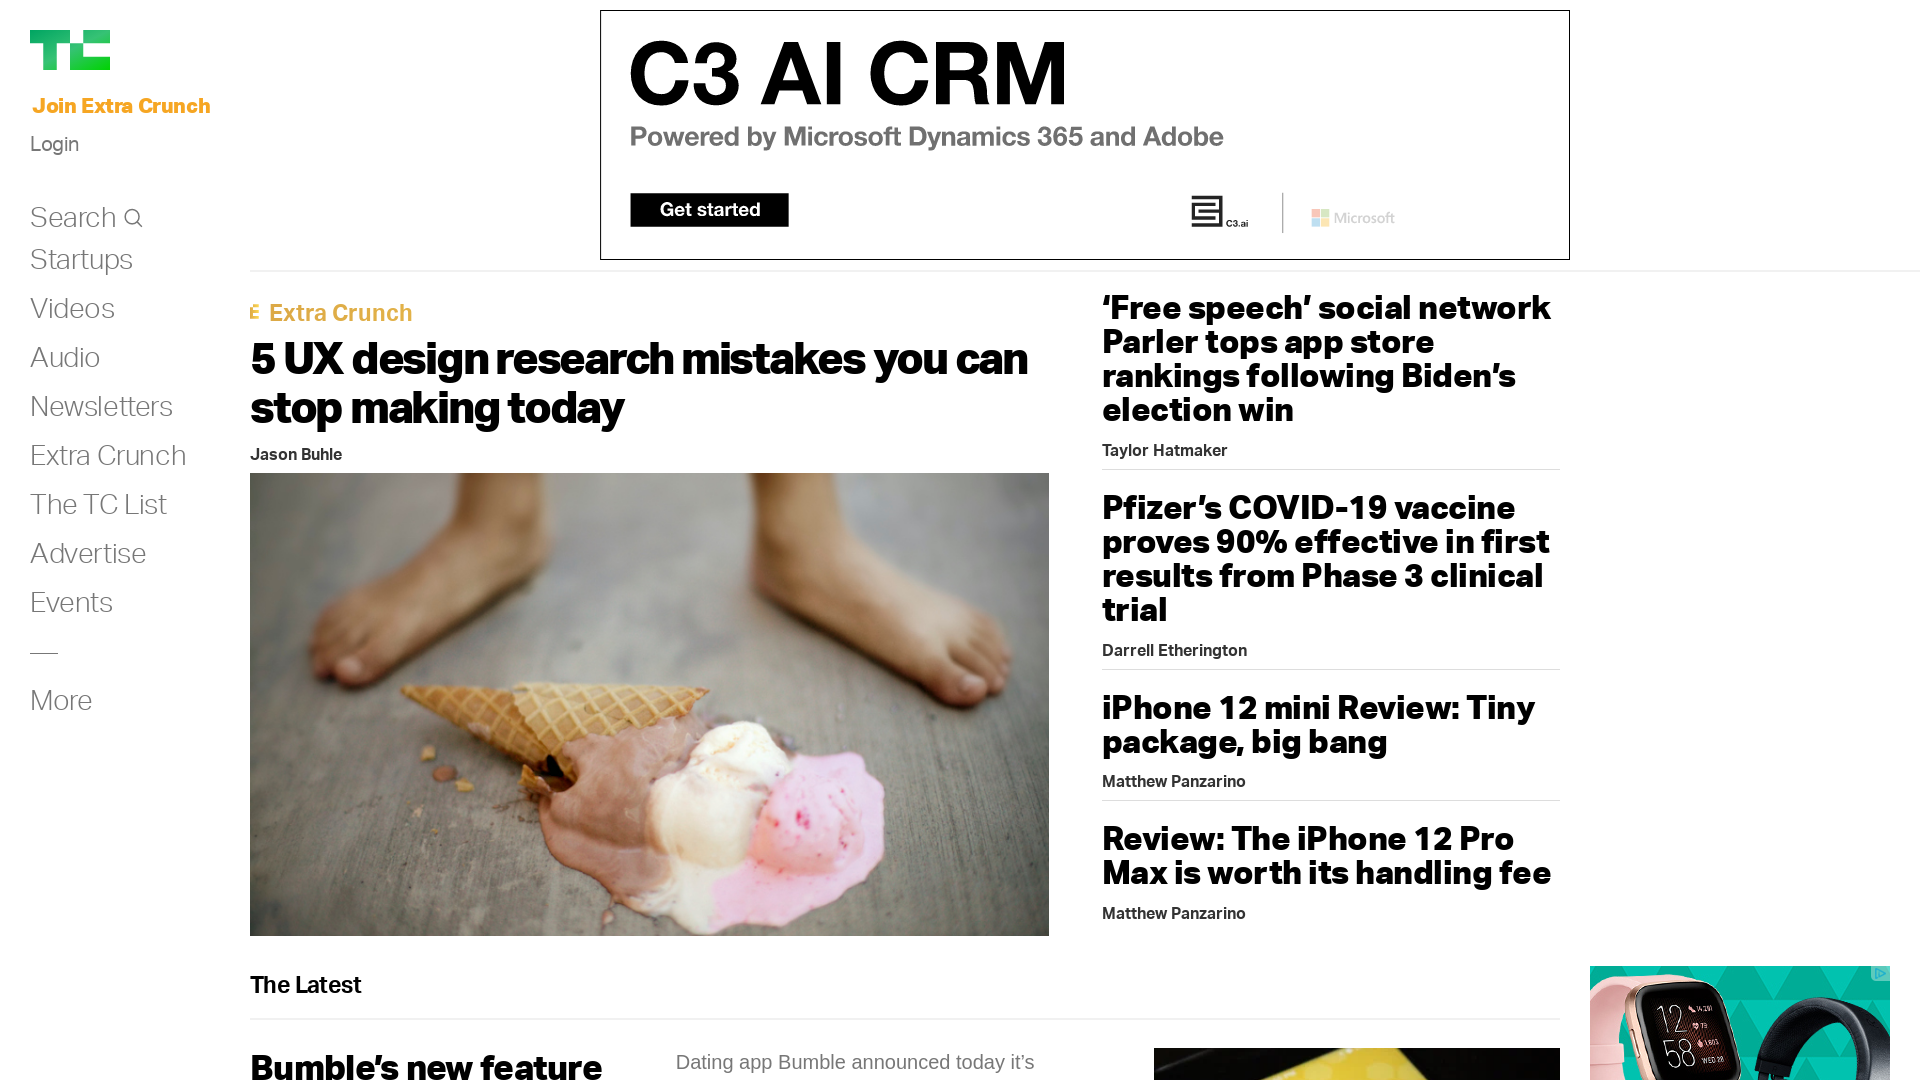 TC
Join Extra Crunch
Login
Search
Startups
Videos
Audio
Newsletters
Extra Crunch
The TC List
Advertise
Events
—
More
C3 AI CRM
Powered by Microsoft Dynamics 365 and Adobe
Get started
C3.ai
Microsoft
Extra Crunch
5 UX design research mistakes you can
stop making today
Jason Buhle
‘Free speech’ social network
Parler tops app store
rankings following Biden’s
election win
Taylor Hatmaker
Pfizer’s COVID-19 vaccine
proves 90% effective in first
results from Phase 3 clinical
trial
Darrell Etherington
iPhone 12 mini Review: Tiny
package, big bang
Matthew Panzarino
Review: The iPhone 12 Pro
Max is worth its handling fee
Matthew Panzarino
The Latest
Bumble’s new feature
Dating app Bumble announced today it’s
12
58
WED 28